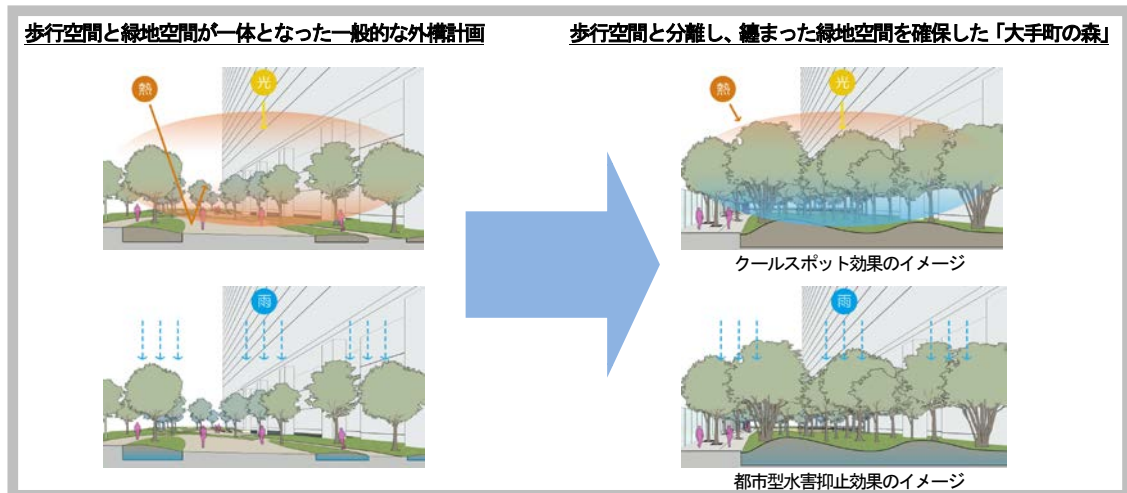 歩行空間と緑地空間が一体となった一般的な外構計画
歩行空間と分離し、纏まった緑地空間を確保した「大手町の森」
熱
光
熱
光
クールスポット効果のイメージ
雨
雨
都市型水害抑止効果のイメージ